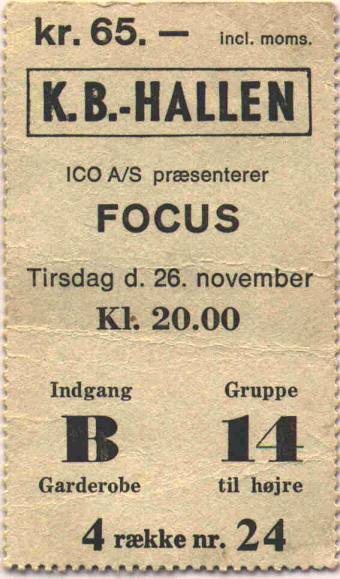 kr. 65. — incl. moms.
K.B.-HALLEN
ICO A/S præsenterer
FOCUS
Tirsdag d. 26. november
Kl. 20.00
Indgang Gruppe
B 14
Garderobe til højre
4 række nr. 24